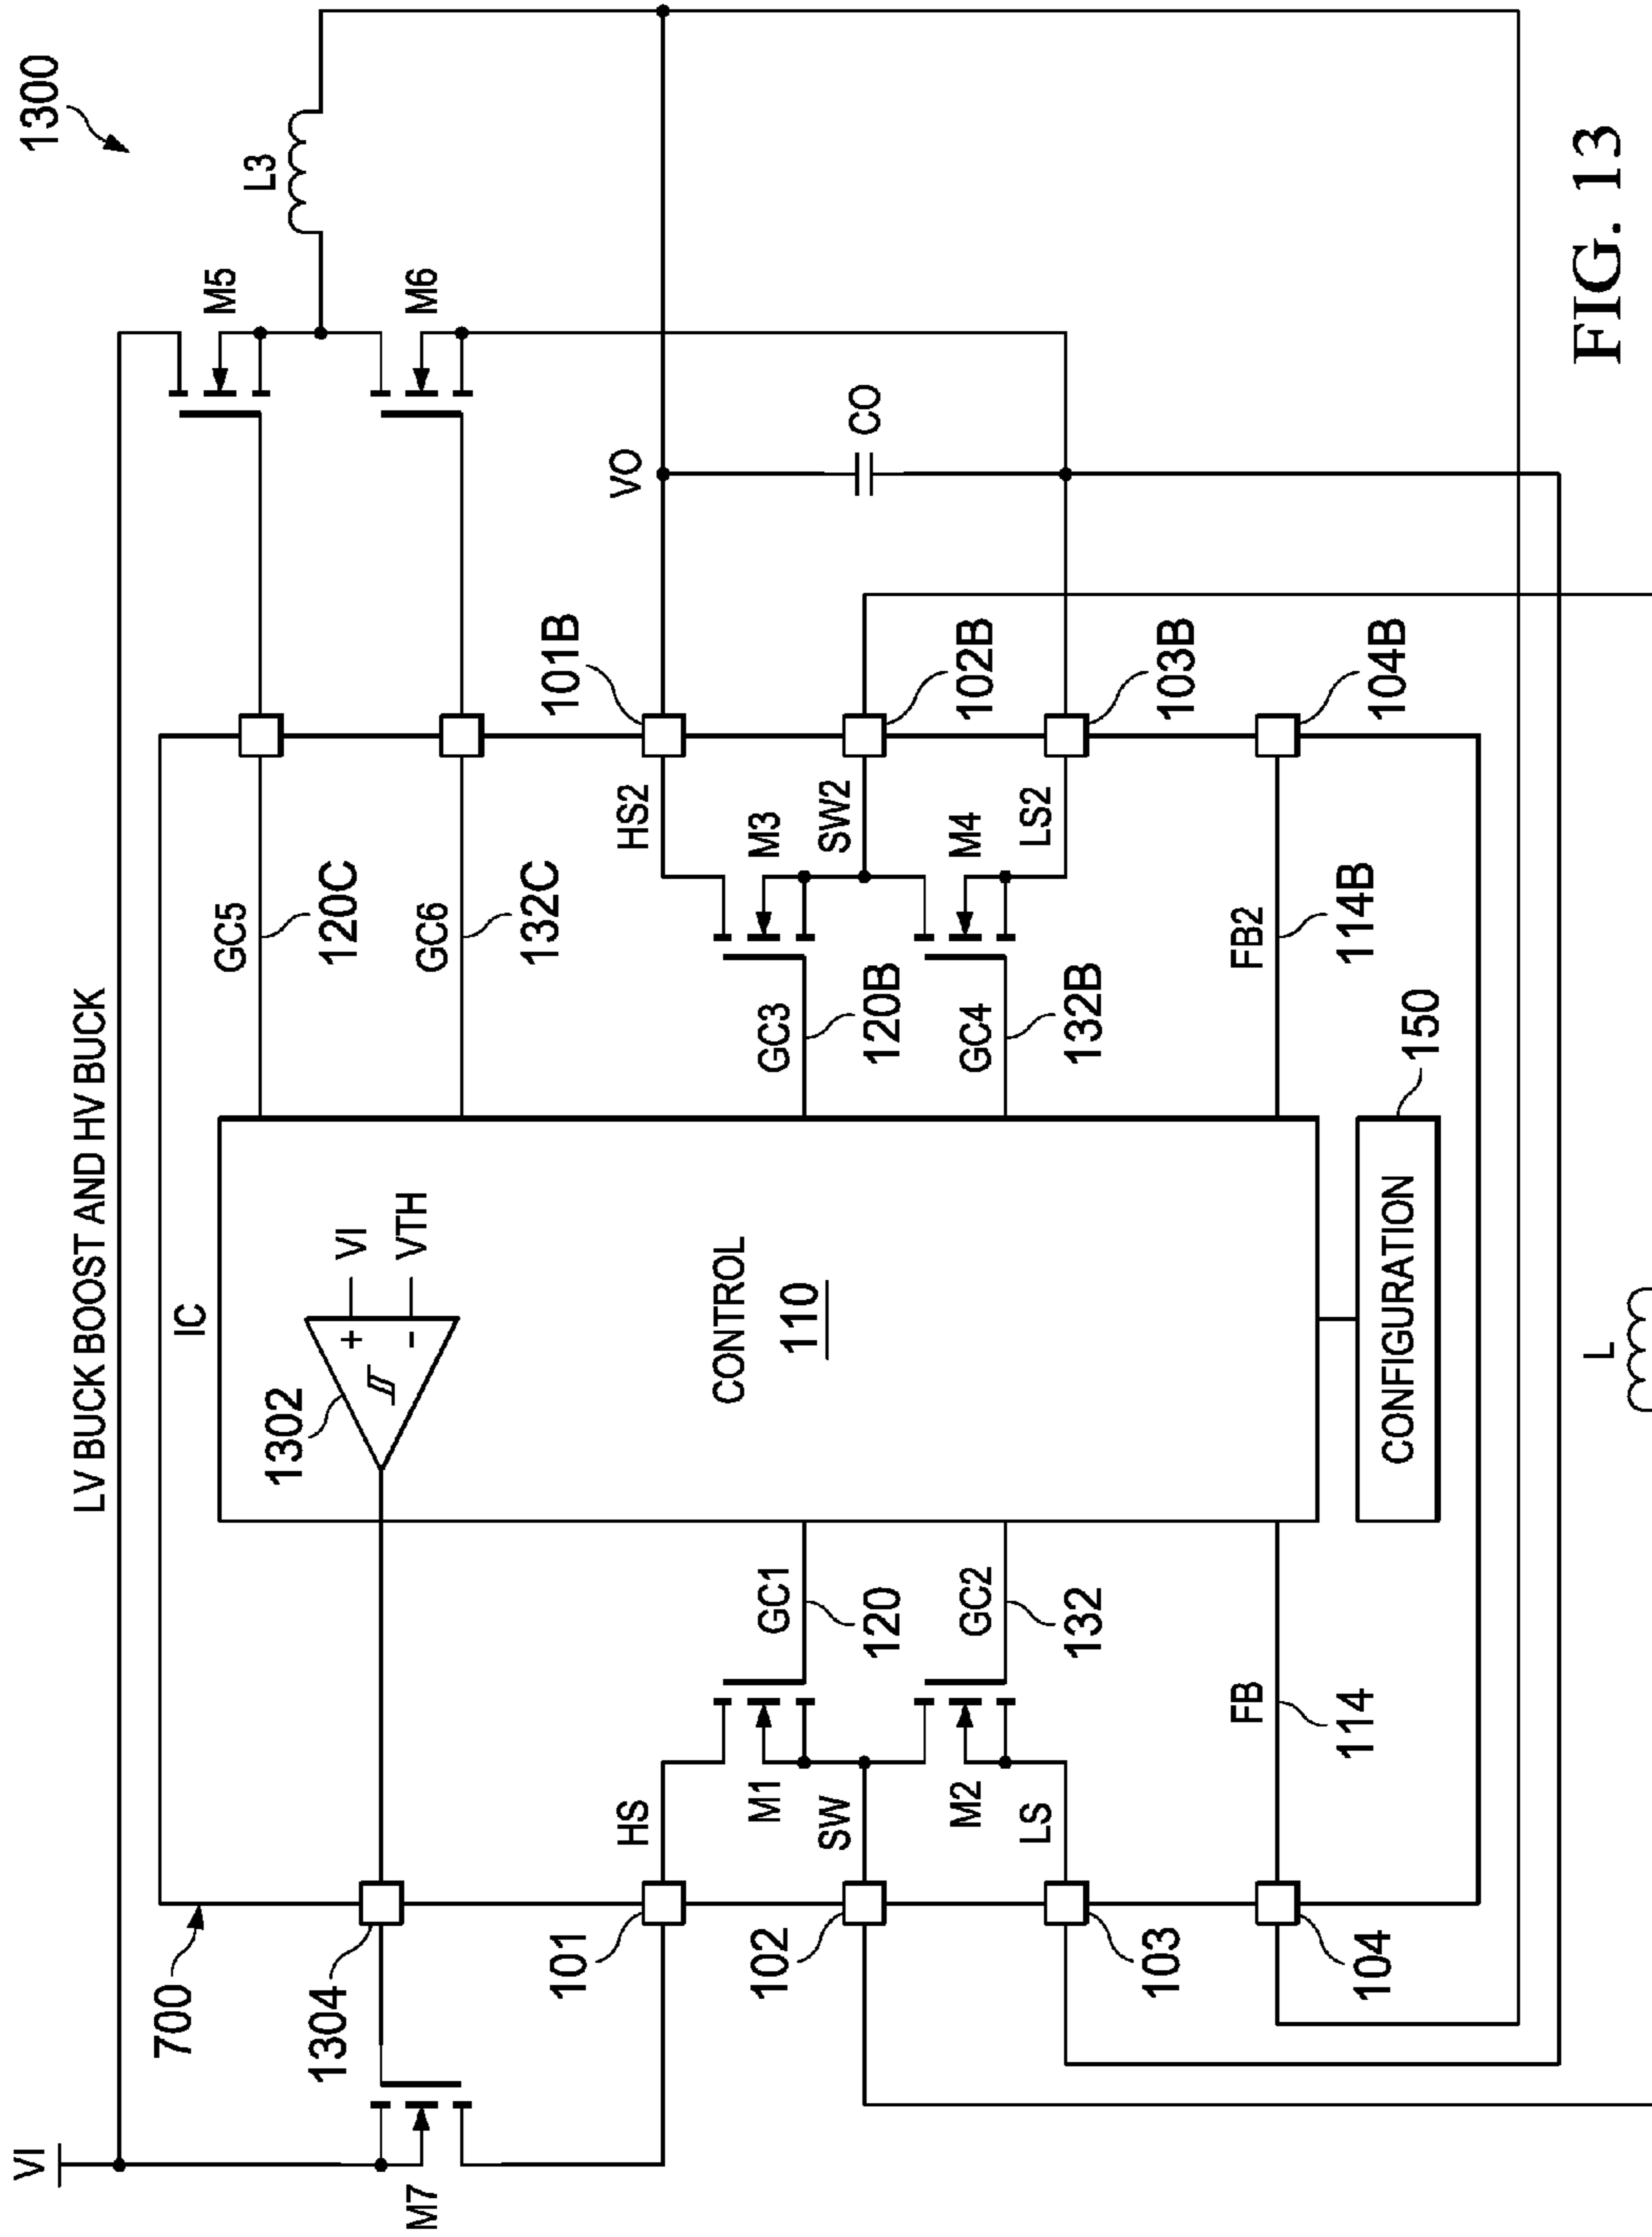 1300
LV BUCK BOOST AND HV BUCK
VI
M7
700
1304
IC
1302
VI
VTH
+
-
GC5
120C
GC6
132C
M5
M6
L3
101
HS
M1
GC1
120
CONTROL
110
GC3
120B
M3
HS2
101B
VO
102
SW
M2
GC2
132
GC4
132B
M4
SW2
102B
CO
103
LS
LS2
103B
104
FB
114
FB2
114B
104B
CONFIGURATION
150
L
FIG. 13